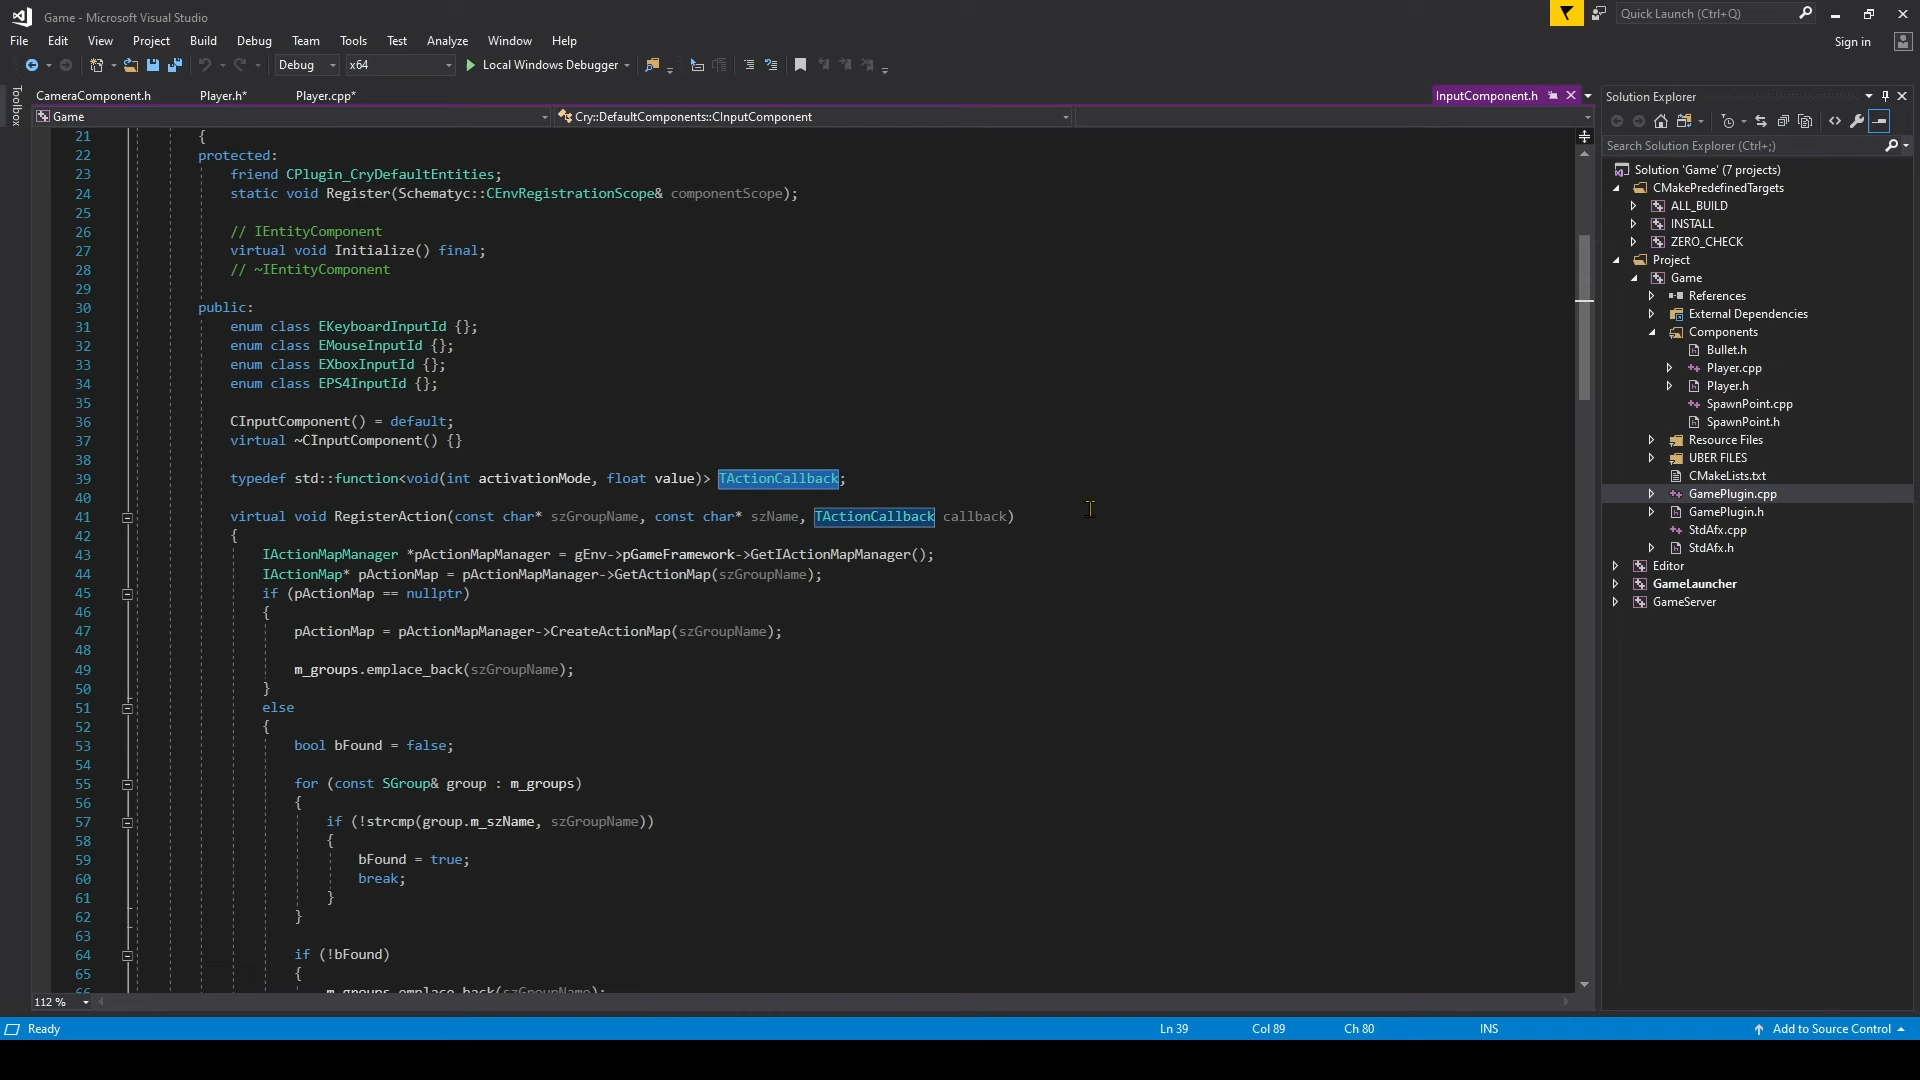 Game - Microsoft Visual Studio
Quick Launch (Ctrl+Q)
File Edit View Project Build Debug Team Tools Test Analyze Window Help
Sign in
Debug x64 Local Windows Debugger
Toolbox
CameraComponent.h Player.h* Player.cpp* InputComponent.h
Game Cry::DefaultComponents::CInputComponent
21 {
22 protected:
23 friend CPlugin_CryDefaultEntities;
24 static void Register(Schematyc::CEnvRegistrationScope& componentScope);
25
26 // IEntityComponent
27 virtual void Initialize() final;
28 // ~IEntityComponent
29
30 public:
31 enum class EKeyboardInputId {};
32 enum class EMouseInputId {};
33 enum class EXboxInputId {};
34 enum class EPS4InputId {};
35
36 CInputComponent() = default;
37 virtual ~CInputComponent() {}
38
39 typedef std::function<void(int activationMode, float value)> TActionCallback;
40
41 virtual void RegisterAction(const char* szGroupName, const char* szName, TActionCallback callback)
42 {
43 IActionMapManager *pActionMapManager = gEnv->pGameFramework->GetIActionMapManager();
44 IActionMap* pActionMap = pActionMapManager->GetActionMap(szGroupName);
45 if (pActionMap == nullptr)
46 {
47 pActionMap = pActionMapManager->CreateActionMap(szGroupName);
48
49 m_groups.emplace_back(szGroupName);
50 }
51 else
52 {
53 bool bFound = false;
54
55 for (const SGroup& group : m_groups)
56 {
57 if (!strcmp(group.m_szName, szGroupName))
58 {
59 bFound = true;
60 break;
61 }
62 }
63
64 if (!bFound)
65 {
66 m_groups.emplace_back(szGroupName);
112 %
Solution Explorer
Search Solution Explorer (Ctrl+;)
Solution 'Game' (7 projects)
CMakePredefinedTargets
ALL_BUILD
INSTALL
ZERO_CHECK
Project
Game
References
External Dependencies
Components
Bullet.h
Player.cpp
Player.h
SpawnPoint.cpp
SpawnPoint.h
Resource Files
UBER FILES
CMakeLists.txt
GamePlugin.cpp
GamePlugin.h
StdAfx.cpp
StdAfx.h
Editor
GameLauncher
GameServer
Ready Ln 39 Col 89 Ch 80 INS Add to Source Control